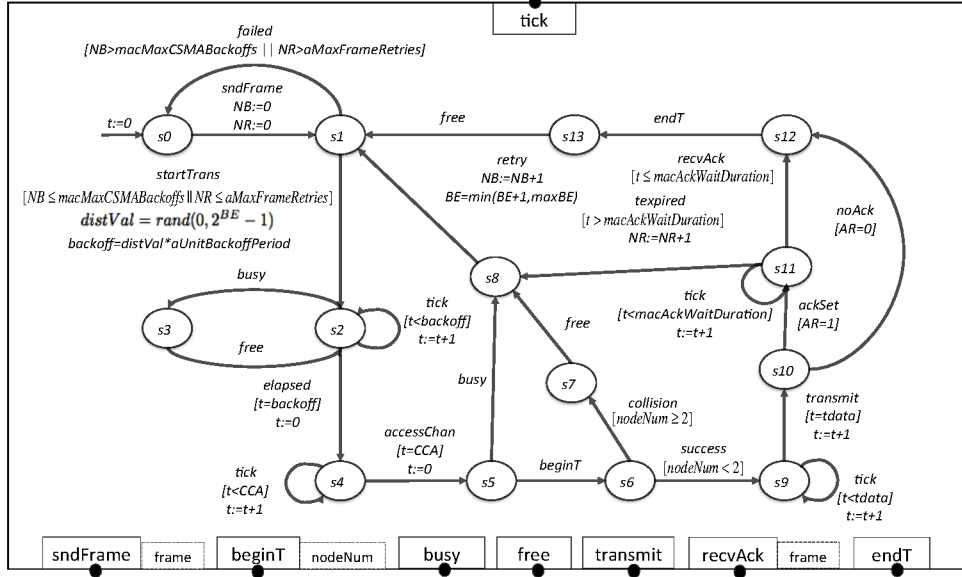 tick
failed
[NB>macMaxCSMABackoffs || NR>aMaxFrameRetries]
sndFrame
NB:=0
NR:=0
t:=0
s0
s1
free
s13
endT
s12
startTrans
[NB ≤ macMaxCSMABackoffs || NR ≤ aMaxFrameRetries]
distVal = rand(0, 2^BE − 1)
backoff=distVal*aUnitBackoffPeriod
retry
NB:=NB+1
BE=min(BE+1,maxBE)
recvAck
[t ≤ macAckWaitDuration]
texpired
[t > macAckWaitDuration]
NR:=NR+1
noAck
[AR=0]
busy
s8
s11
s3
s2
tick
[t<backoff]
t:=t+1
tick
[t<macAckWaitDuration]
t:=t+1
ackSet
[AR=1]
free
free
s7
s10
elapsed
[t=backoff]
t:=0
busy
collision
[nodeNum ≥ 2]
transmit
[t=tdata]
t:=t+1
accessChan
[t=CCA]
t:=0
success
[nodeNum < 2]
tick
[t<CCA]
t:=t+1
s4
s5
beginT
s6
s9
tick
[t<tdata]
t:=t+1
sndFrame frame beginT nodeNum busy free transmit recvAck frame endT